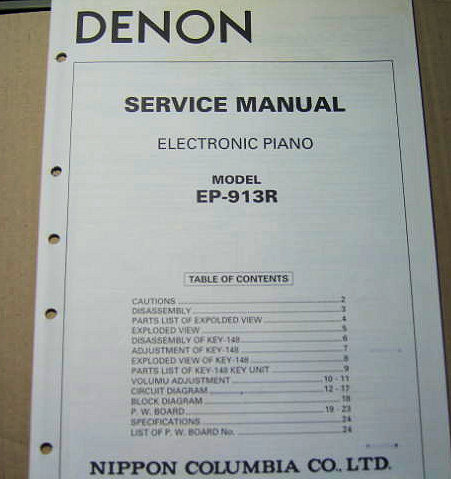 DENON
SERVICE MANUAL
ELECTRONIC PIANO
MODEL
EP-913R
TABLE OF CONTENTS
CAUTIONS 2
DISASSEMBLY 3
PARTS LIST OF EXPOLDED VIEW 4
EXPLODED VIEW 5
DISASSEMBLY OF KEY-148 6
ADJUSTMENT OF KEY-148 7
EXPLODED VIEW OF KEY-148 8
PARTS LIST OF KEY-148 KEY UNIT 9
VOLUMU ADJUSTMENT 10 - 11
CIRCUIT DIAGRAM 12 - 17
BLOCK DIAGRAM 18
P. W. BOARD 19 - 23
SPECIFICATIONS 24
LIST OF P. W. BOARD No. 24
NIPPON COLUMBIA CO., LTD.